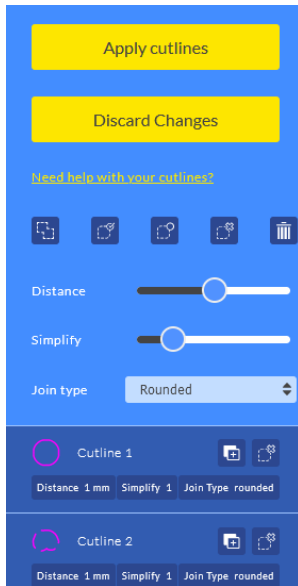 Apply cutlines
Discard Changes
Need help with your cutlines?
Distance
Simplify
Join type Rounded
Cutline 1
Distance 1 mm Simplify 1 Join Type rounded
Cutline 2
Distance 1 mm Simplify 1 Join Type rounded